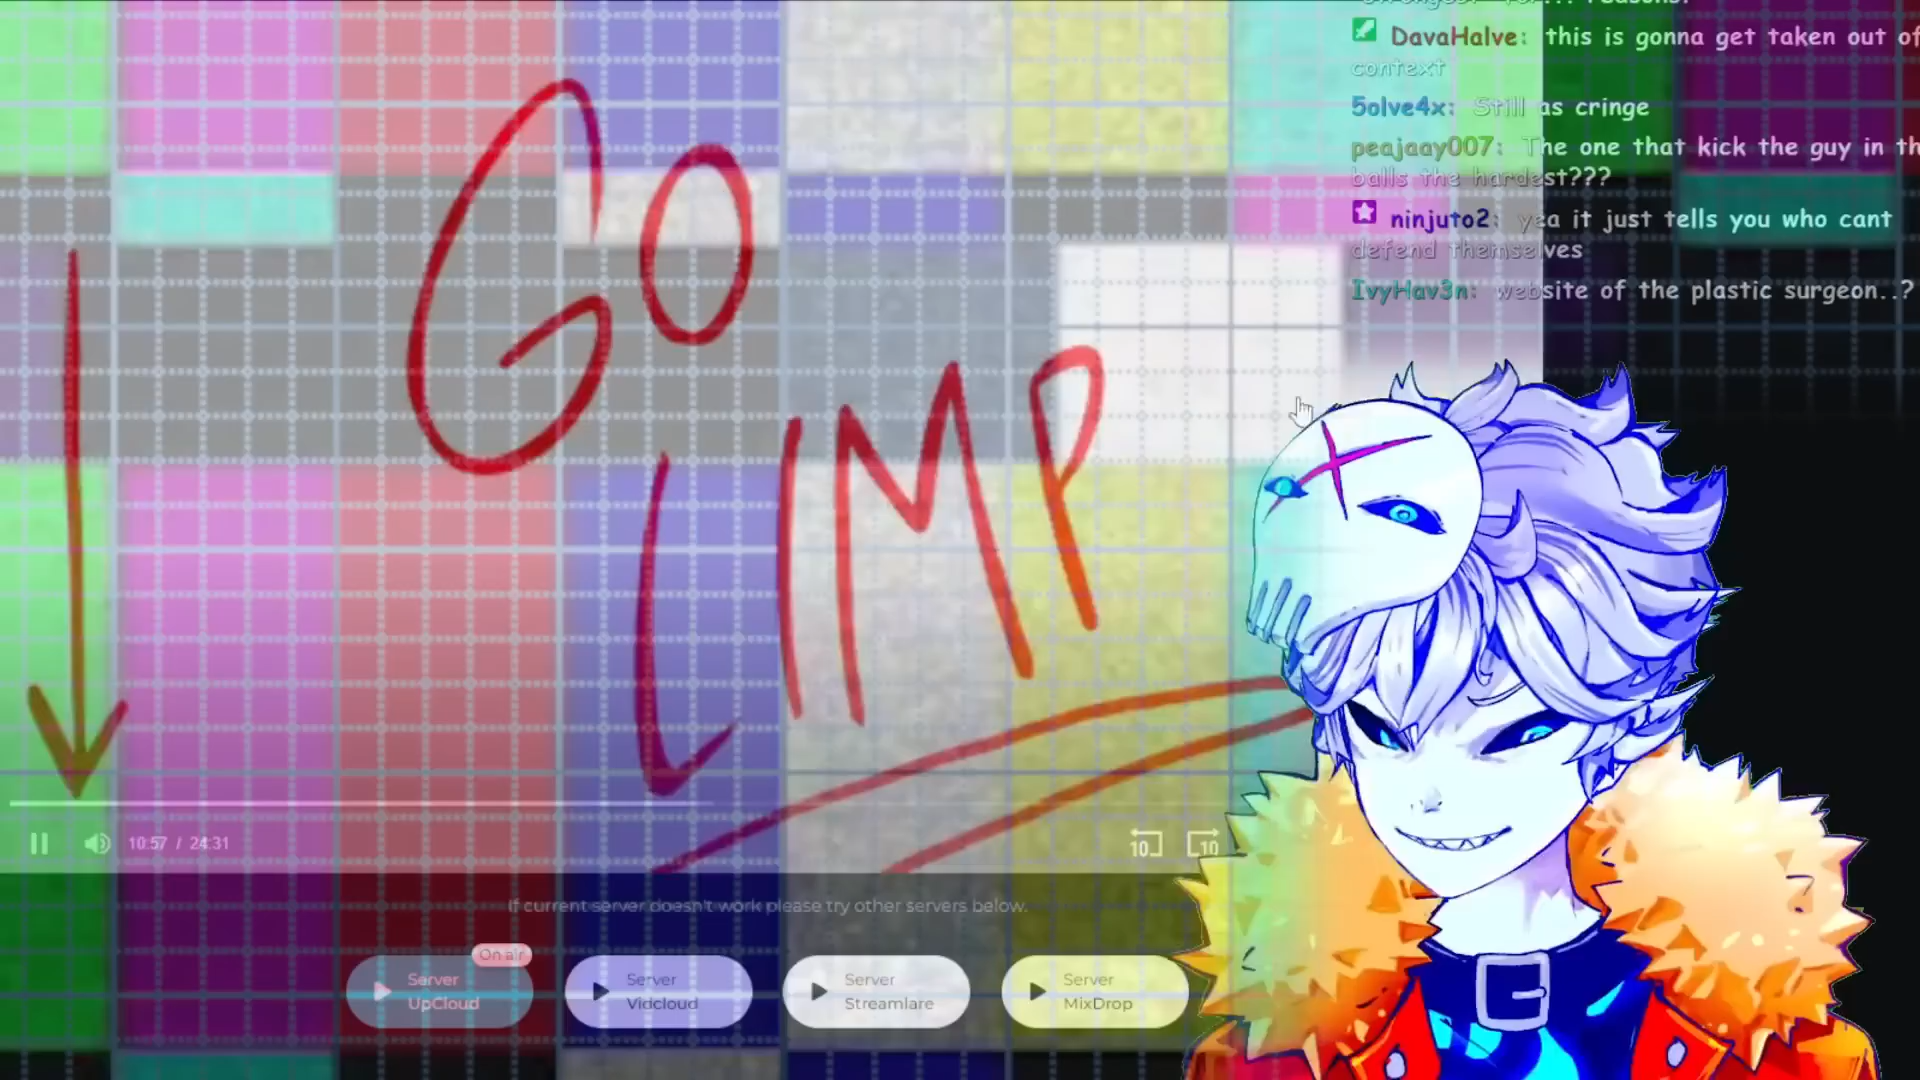 DavaHalve: this is gonna get taken out of
context
5olve4x: Still as cringe
peajaay007: The one that kick the guy in th
balls the hardest???
ninjuto2: yea it just tells you who cant
defend themselves
IvyHav3n: website of the plastic surgeon..?
GO
LIMP
10:57 / 24:31
10
10
If current server doesn't work please try other servers below.
On air
Server
UpCloud
Server
Vidcloud
Server
Streamlare
Server
MixDrop